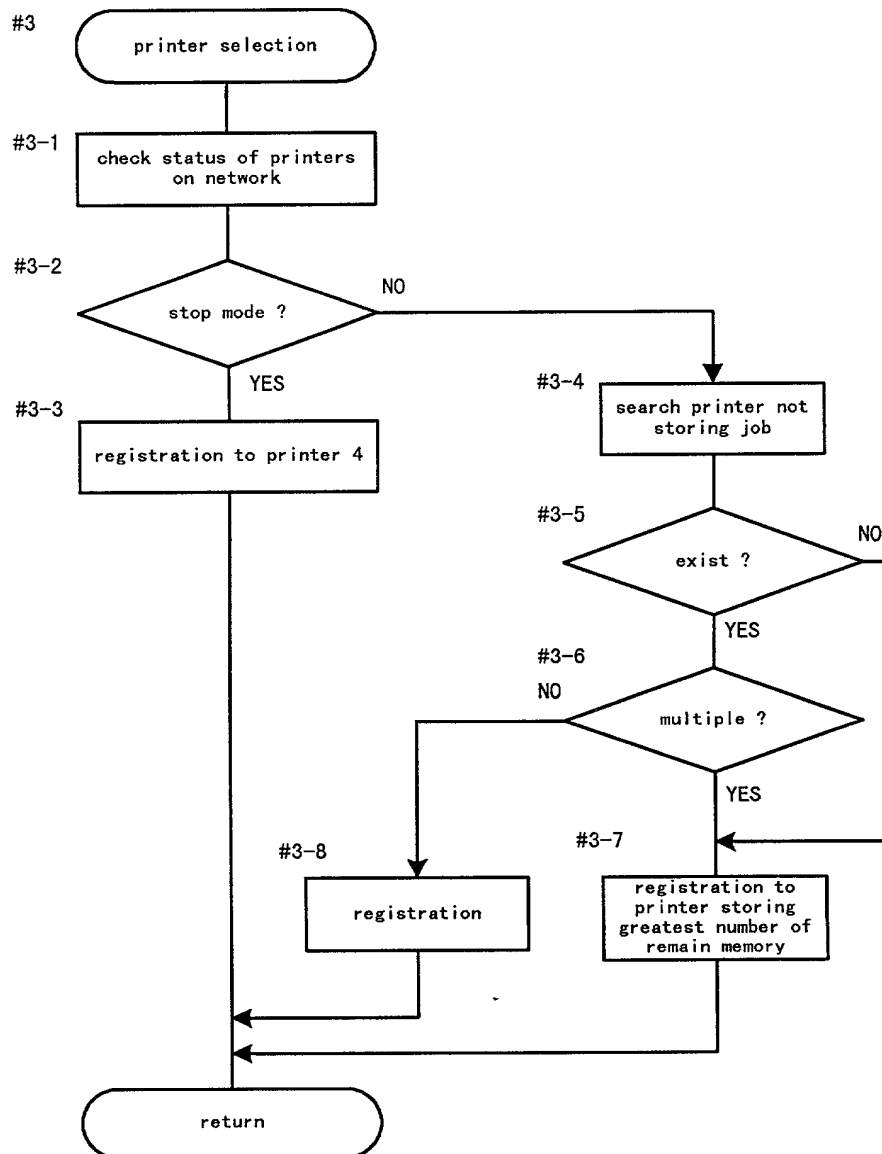 #3
printer selection
#3-1
check status of printers
on network
#3-2
stop mode ?
NO
YES
#3-3
registration to printer 4
#3-4
search printer not
storing job
#3-5
exist ?
NO
YES
#3-6
NO
multiple ?
YES
#3-7
registration to
printer storing
greatest number of
remain memory
#3-8
registration
return